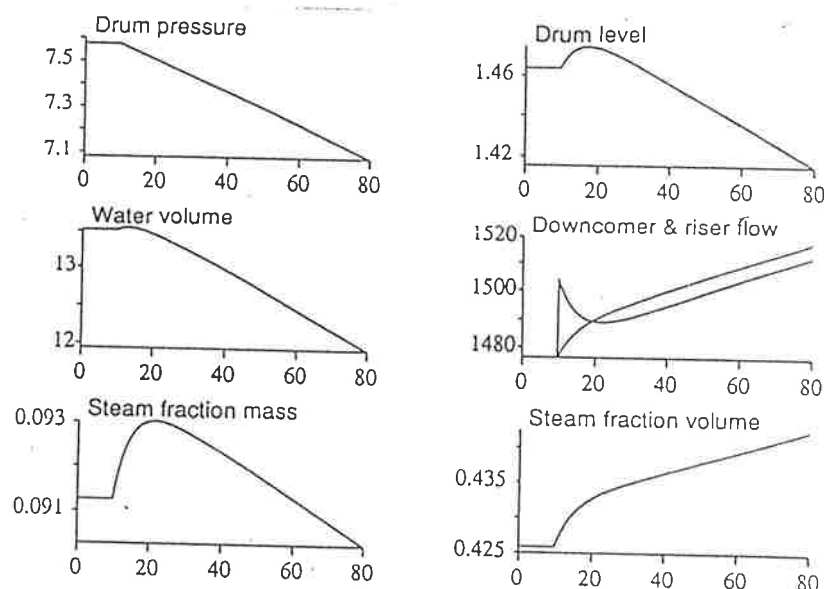 Drum pressure
7.5
7.3
7.1
0 20 40 60 80
Drum level
1.46
1.42
0 20 40 60 80
Water volume
13
12
0 20 40 60 80
Downcomer & riser flow
1520
1500
1480
0 20 40 60 80
Steam fraction mass
0.093
0.091
0 20 40 60 80
Steam fraction volume
0.435
0.425
0 20 40 60 80